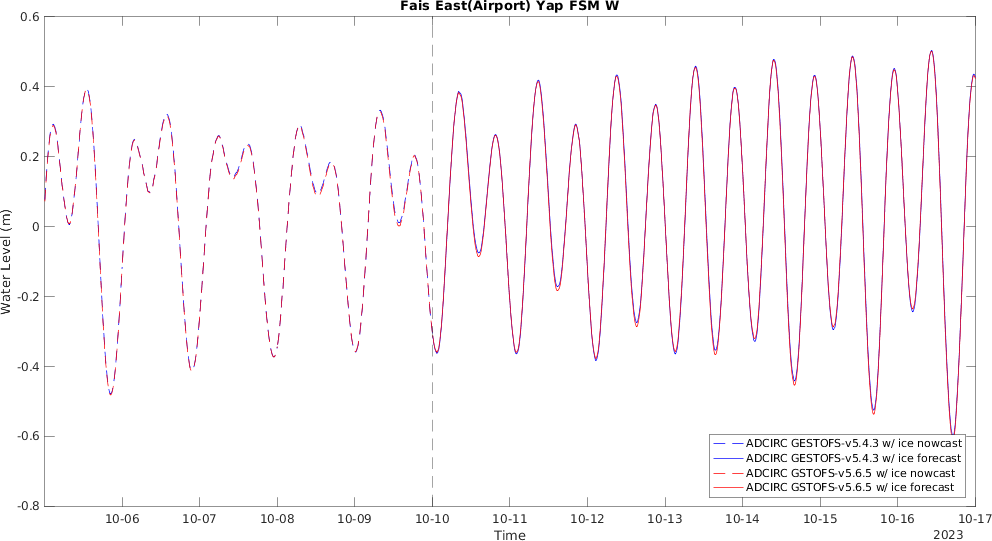 Fais East(Airport) Yap FSM W
Water Level (m)
0.6
0.4
0.2
0
-0.2
-0.4
-0.6
-0.8
10-06 10-07 10-08 10-09 10-10 10-11 10-12 10-13 10-14 10-15 10-16 10-17
Time
2023
ADCIRC GESTOFS-v5.4.3 w/ ice nowcast
ADCIRC GESTOFS-v5.4.3 w/ ice forecast
ADCIRC GSTOFS-v5.6.5 w/ ice nowcast
ADCIRC GSTOFS-v5.6.5 w/ ice forecast